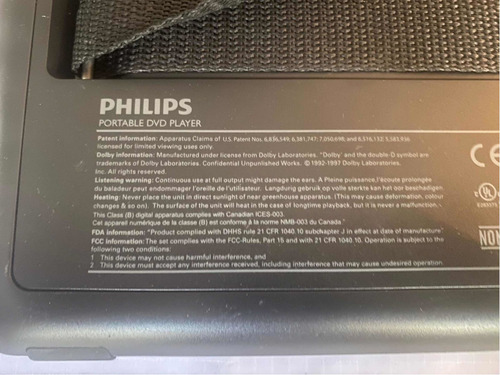 PHILIPS
PORTABLE DVD PLAYER
Patent information: Apparatus Claims of U.S. Patent Nos. 6,836,549; 6,381,747; 7,050,698; and 6,516,132; 5,583,936
licensed for limited viewing uses only.
Dolby information: Manufactured under license from Dolby Laboratories. "Dolby" and the double-D symbol are
trademarks of Dolby Laboratories. Confidential Unpunlished Works. © 1992-1997 Dolby Laboratories.
Inc. All rights reserved.
Listening warning: Continuous use at full output might damage the ears. A Pleine puissance, l'écoute prolongée
du baladeur peut endommager l'oreille de l'utilisateur. Langdurig gebruik op volle sterkte kan het oor beschadigen
Heating: Never place the unit in direct sunlight of near greenhouse apparatus. (This may cause deformation, colour
changes & so on). The surface of the unit will heat in the case of longtime playback, but it is never a malfunction.
This Class (B) digital apparatus complies with Canadian ICES-003.
Cet appareil numérique de la classe (B) est conforme à la norme NMB-003 du Canada
FDA information: "Product complied with DHHS rule 21 CFR 1040.10 subchapter J in effect at date of manufacture"
FCC information: The set complies with the FCC-Rules, Part 15 and with 21 CFR 1040.10. Operation is subject to the
following two conditions:
1 This device may not cause harmful interference, and
2 This device must accept any interference received, including interference that may cause undesired operation.
CE
UL
NON